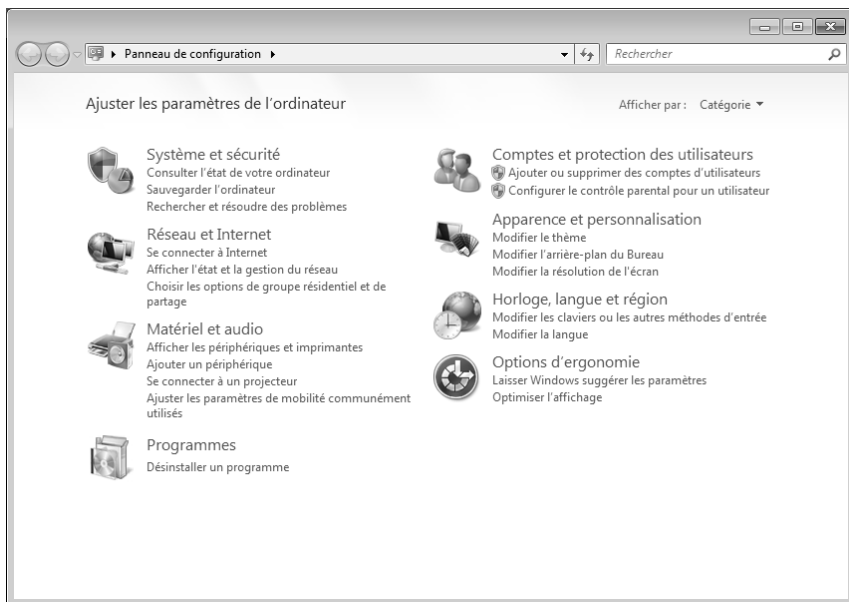 Panneau de configuration
Rechercher
Ajuster les paramètres de l'ordinateur
Afficher par : Catégorie
Système et sécurité
Consulter l'état de votre ordinateur
Sauvegarder l'ordinateur
Rechercher et résoudre des problèmes
Réseau et Internet
Se connecter à Internet
Afficher l'état et la gestion du réseau
Choisir les options de groupe résidentiel et de
partage
Matériel et audio
Afficher les périphériques et imprimantes
Ajouter un périphérique
Se connecter à un projecteur
Ajuster les paramètres de mobilité communément
utilisés
Programmes
Désinstaller un programme
Comptes et protection des utilisateurs
Ajouter ou supprimer des comptes d'utilisateurs
Configurer le contrôle parental pour un utilisateur
Apparence et personnalisation
Modifier le thème
Modifier l'arrière-plan du Bureau
Modifier la résolution de l'écran
Horloge, langue et région
Modifier les claviers ou les autres méthodes d'entrée
Modifier la langue
Options d'ergonomie
Laisser Windows suggérer les paramètres
Optimiser l'affichage